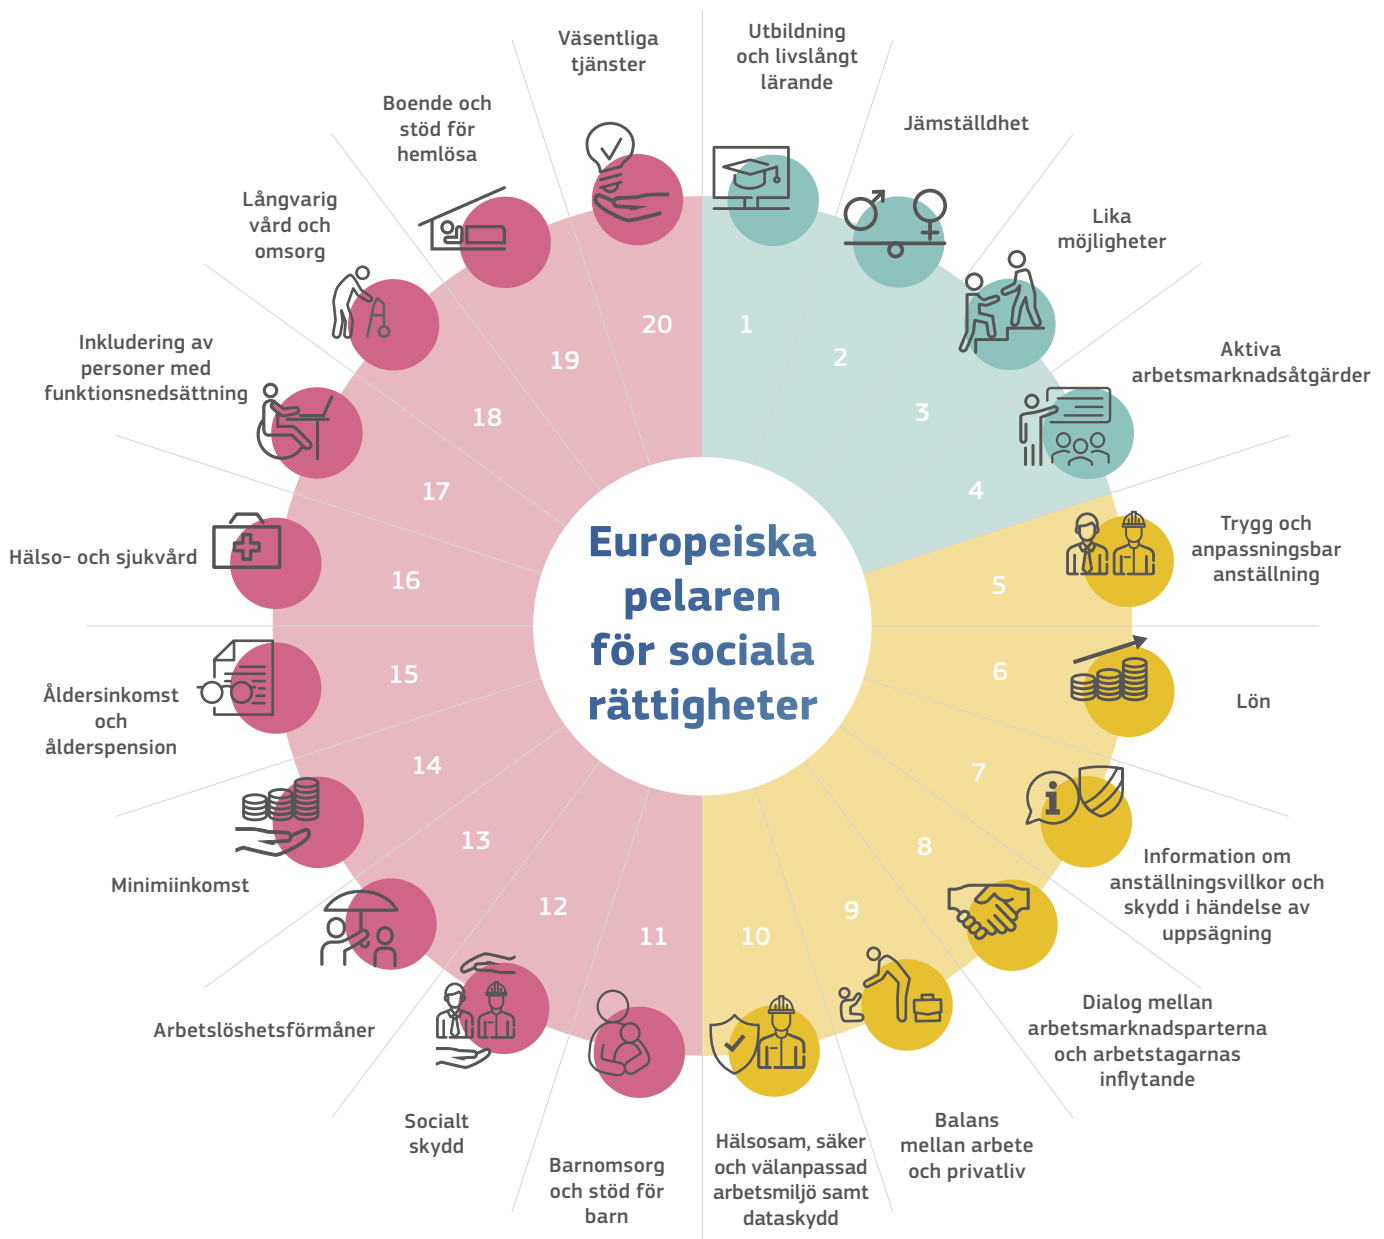 Europeiska
pelaren
för sociala
rättigheter
1
Utbildning
och livslångt
lärande
2
Jämställdhet
3
Lika
möjligheter
4
Aktiva
arbetsmarknadsåtgärder
5
Trygg och
anpassningsbar
anställning
6
Lön
7
Information om
anställningsvillkor och
skydd i händelse av
uppsägning
8
Dialog mellan
arbetsmarknadsparterna
och arbetstagarnas
inflytande
9
Balans
mellan arbete
och privatliv
10
Hälsosam, säker
och välanpassad
arbetsmiljö samt
dataskydd
11
Barnomsorg
och stöd för
barn
12
Socialt
skydd
13
Arbetslöshetsförmåner
14
Minimiinkomst
15
Åldersinkomst
och
ålderspension
16
Hälso- och sjukvård
17
Inkludering av
personer med
funktionsnedsättning
18
Långvarig
vård och
omsorg
19
Boende och
stöd för
hemlösa
20
Väsentliga
tjänster
i